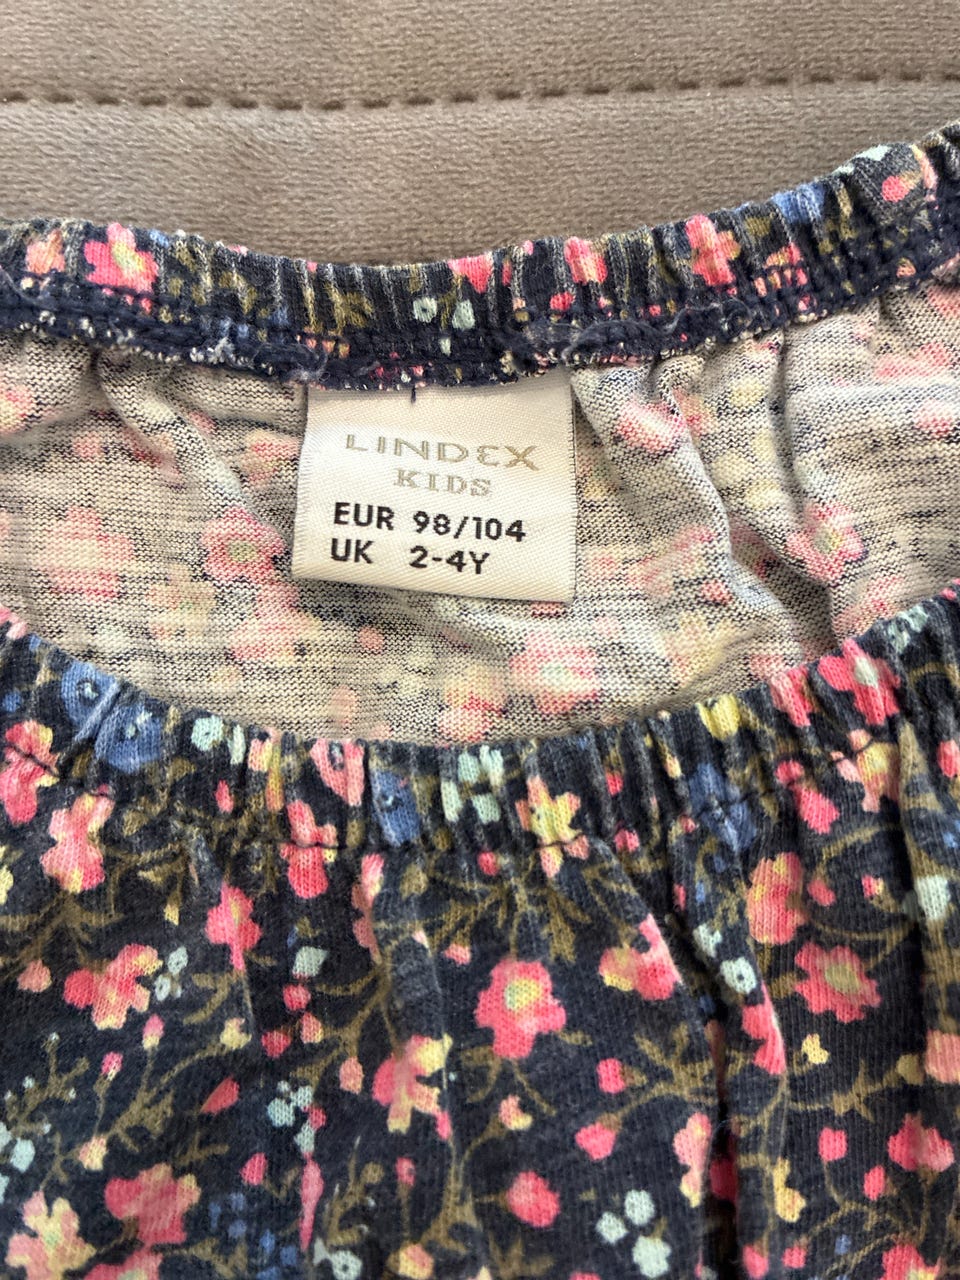 LINDEX
KIDS
EUR 98/104
UK 2-4Y